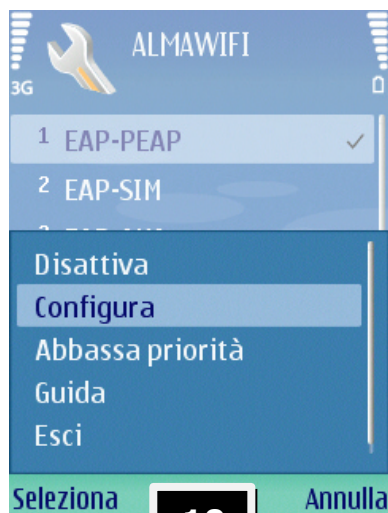 ALMAWIFI
3G
1 EAP-PEAP
2 EAP-SIM
Disattiva
Configura
Abbassa priorità
Guida
Esci
Seleziona
Annulla